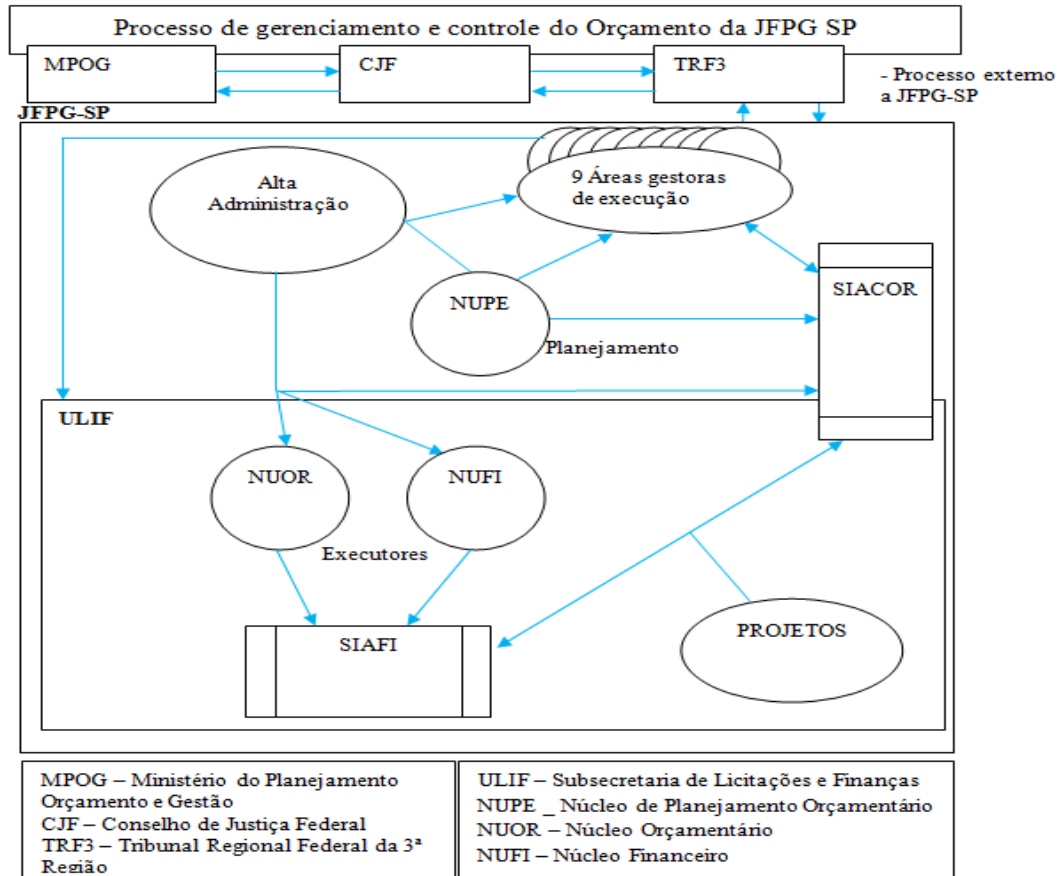 Processo de gerenciamento e controle do Orçamento da JFPG SP
MPOG
CJF
TRF3
- Processo externo
a JFPG-SP
JFPG-SP
Alta
Administração
9 Áreas gestoras
de execução
NUPE
SIACOR
Planejamento
ULIF
NUOR
NUFI
Executores
SIAFI
PROJETOS
MPOG – Ministério do Planejamento
Orçamento e Gestão
CJF – Conselho de Justiça Federal
TRF3 – Tribunal Regional Federal da 3ª
Região
ULIF – Subsecretaria de Licitações e Finanças
NUPE _ Núcleo de Planejamento Orçamentário
NUOR – Núcleo Orçamentário
NUFI – Núcleo Financeiro